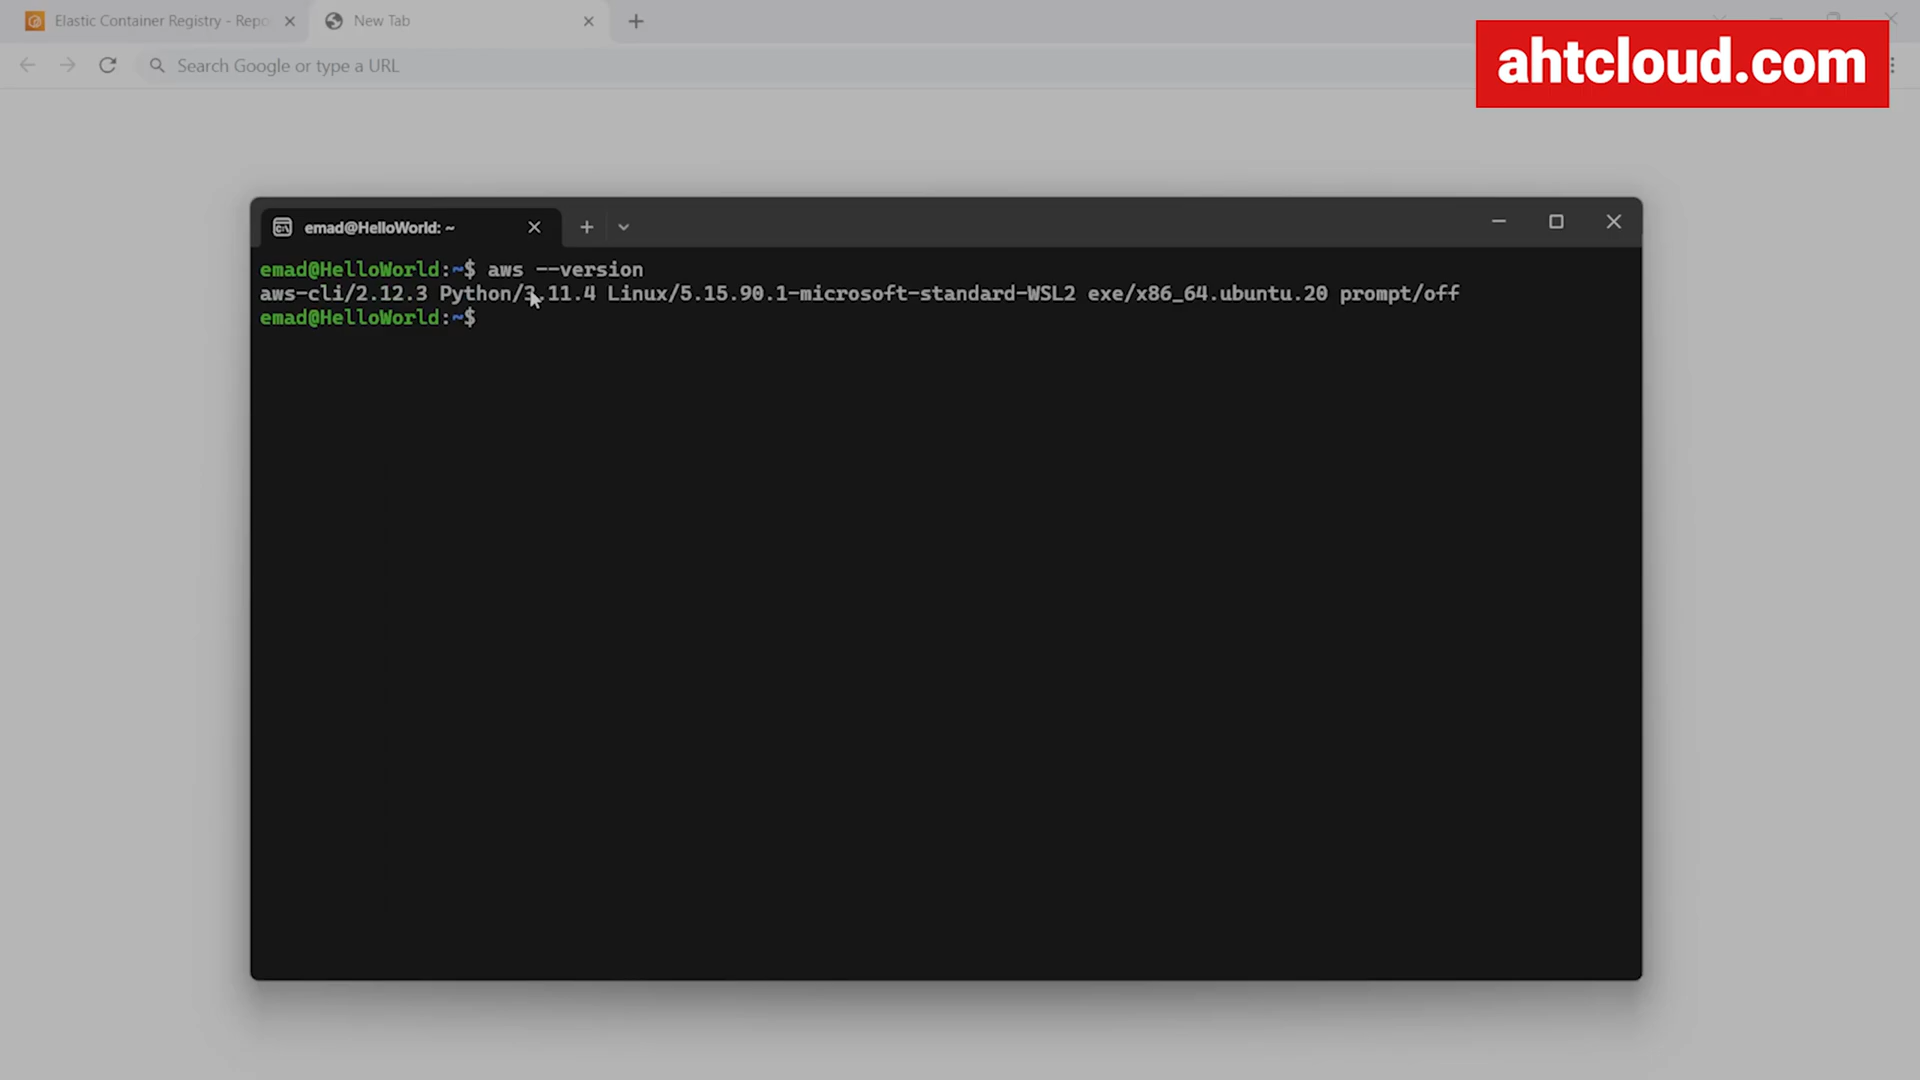 Elastic Container Registry - Repo
New Tab
Search Google or type a URL
ahtcloud.com
emad@HelloWorld: ~
emad@HelloWorld:~$ aws --version
aws-cli/2.12.3 Python/3.11.4 Linux/5.15.90.1-microsoft-standard-WSL2 exe/x86_64.ubuntu.20 prompt/off
emad@HelloWorld:~$